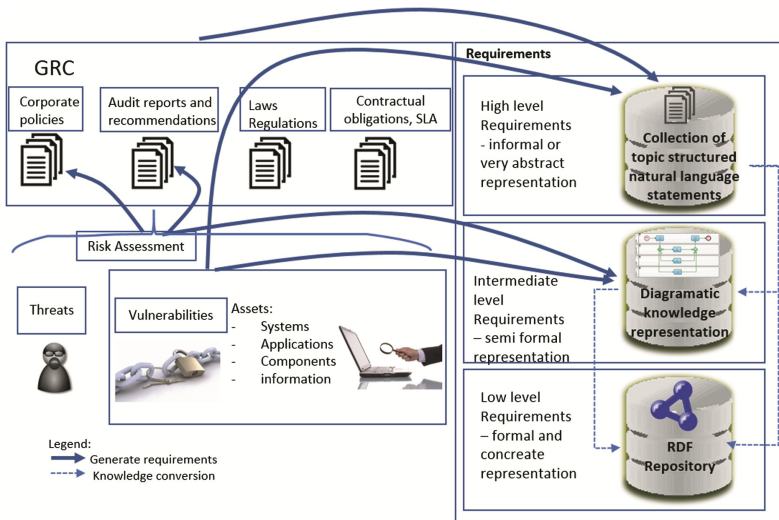 GRC
Corporate
policies
Audit reports and
recommendations
Laws
Regulations
Contractual
obligations, SLA
Risk Assessment
Threats
Vulnerabilities
Assets:
- Systems
- Applications
- Components
- information
Legend:
Generate requirements
Knowledge conversion
Requirements
High level
Requirements
- informal or
very abstract
representation
Collection of
topic structured
natural language
statements
Intermediate
level
Requirements
– semi formal
representation
Diagramatic
knowledge
representation
Low level
Requirements
– formal and
concreate
representation
RDF
Repository